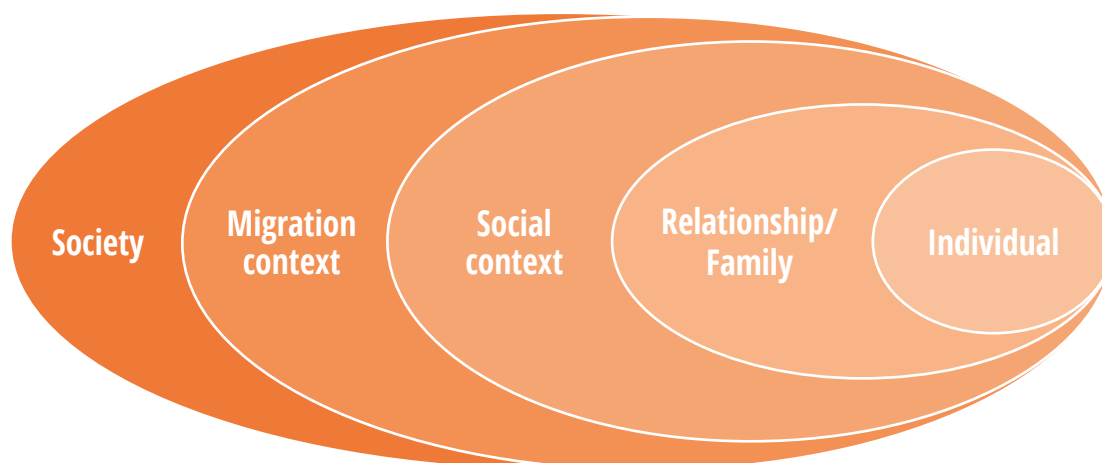 Society
Migration
context
Social
context
Relationship/
Family
Individual